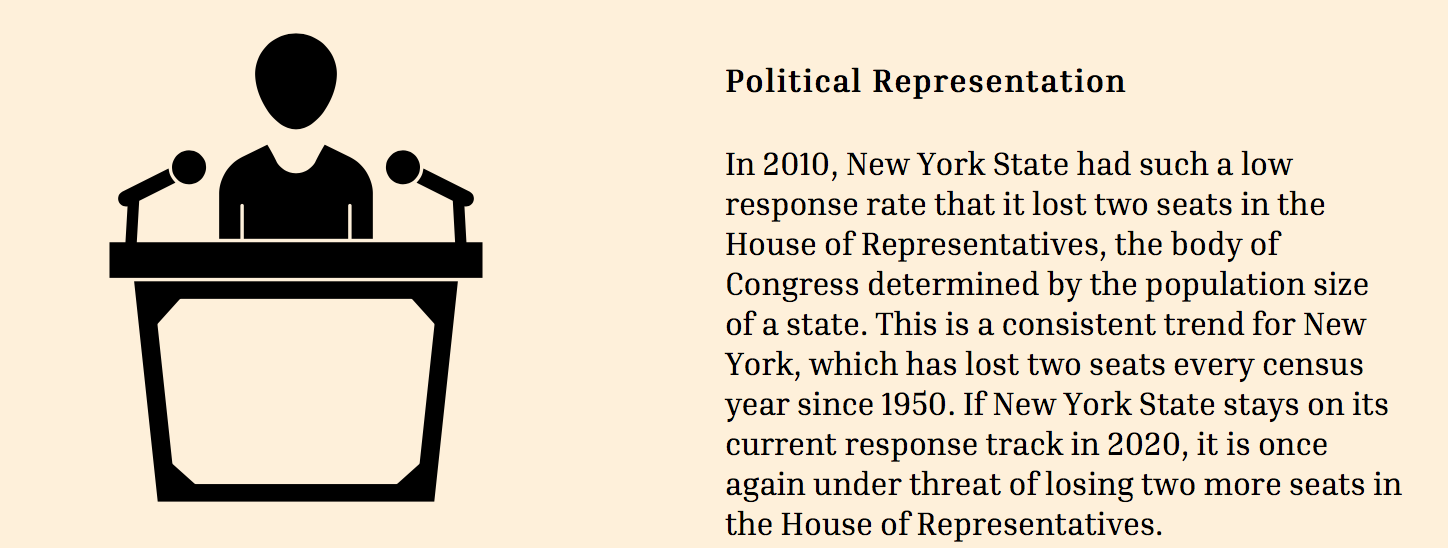 Political Representation
In 2010, New York State had such a low
response rate that it lost two seats in the
House of Representatives, the body of
Congress determined by the population size
of a state. This is a consistent trend for New
York, which has lost two seats every census
year since 1950. If New York State stays on its
current response track in 2020, it is once
again under threat of losing two more seats in
the House of Representatives.